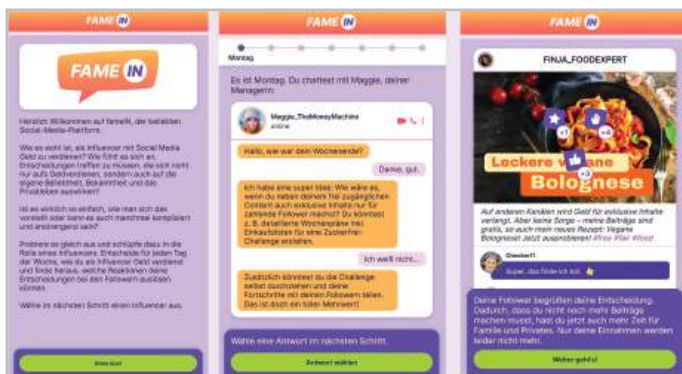 FAME IN
FAME IN
Herzlich Willkommen auf fameIN, der beliebten
Social-Media-Plattform.
Wie es wohl ist, als Influencer mit Social Media
Geld zu verdienen? Wie fühlt es sich an,
Entscheidungen treffen zu müssen, die sich nicht
nur aufs Geldverdienen, sondern auch auf die
eigene Beliebtheit, Bekanntheit und das
Privatleben auswirken?
Ist es wirklich so einfach, wie man sich das
vorstellt oder kann es auch manchmal kompliziert
und anstrengend sein?
Probiere es gleich aus und schlüpfe dazu in die
Rolle eines Influencers. Entscheide für jeden Tag
der Woche, wie du als Influencer Geld verdienst
und finde heraus, welche Reaktionen deine
Entscheidungen bei den Followern auslösen
können.
Wähle im nächsten Schritt einen Influencer aus.
FAME IN
Montag
Es ist Montag. Du chattest mit Maggie, deiner
Managerin:
Maggie_TheMoneyMachine
online
Hallo, wie war dein Wochenende?
Danke, gut.
Ich habe eine super Idee: Wie wäre es,
wenn du neben deinem frei zugänglichen
Content auch exklusive Inhalte nur für
zahlende Follower machst? Du könntest
z. B. detaillierte Wochenpläne inkl.
Einkaufslisten für eine Zuckerfrei-
Challenge erstellen.
Ich weiß nicht...
Zusätzlich könntest du die Challenge
selbst durchziehen und deine
Fortschritte mit deinen Followern teilen.
Das ist doch ein toller Mehrwert!
Wähle eine Antwort im nächsten Schritt.
Antwort wählen
FAME IN
FINJA_FOODEXPERT
+1
+4
+3
Leckere vegane
Bolognese
Auf anderen Kanälen wird Geld für exklusive Inhalte
verlangt. Aber keine Sorge – meine Beiträge sind
gratis, so auch mein neues Rezept: Vegane
Bolognese! Jetzt ausprobieren! #free #fair #food
Super, das finde ich toll.
Deine Follower begrüßen deine Entscheidung.
Dadurch, dass du nicht noch mehr Beiträge
machen musst, hast du jetzt auch mehr Zeit für
Familie und Privates. Nur deine Einnahmen werden
leider nicht mehr.
Weiter geht's!